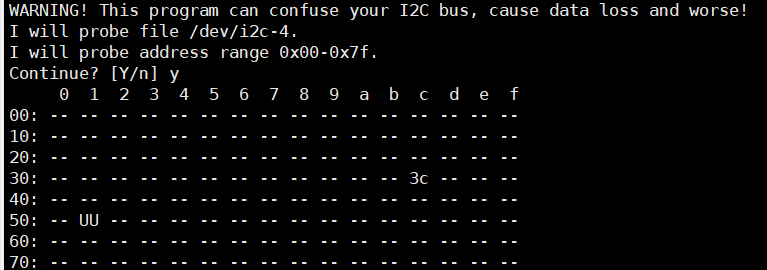 WARNING! This program can confuse your I2C bus, cause data loss and worse!
I will probe file /dev/i2c-4.
I will probe address range 0x00-0x7f.
Continue? [Y/n] y
     0  1  2  3  4  5  6  7  8  9  a  b  c  d  e  f
00: -- -- -- -- -- -- -- -- -- -- -- -- -- -- -- --
10: -- -- -- -- -- -- -- -- -- -- -- -- -- -- -- --
20: -- -- -- -- -- -- -- -- -- -- -- -- -- -- -- --
30: -- -- -- -- -- -- -- -- -- -- -- -- 3c -- -- --
40: -- -- -- -- -- -- -- -- -- -- -- -- -- -- -- --
50: -- UU -- -- -- -- -- -- -- -- -- -- -- -- -- --
60: -- -- -- -- -- -- -- -- -- -- -- -- -- -- -- --
70: -- -- -- -- -- -- -- -- -- -- -- -- -- -- -- --